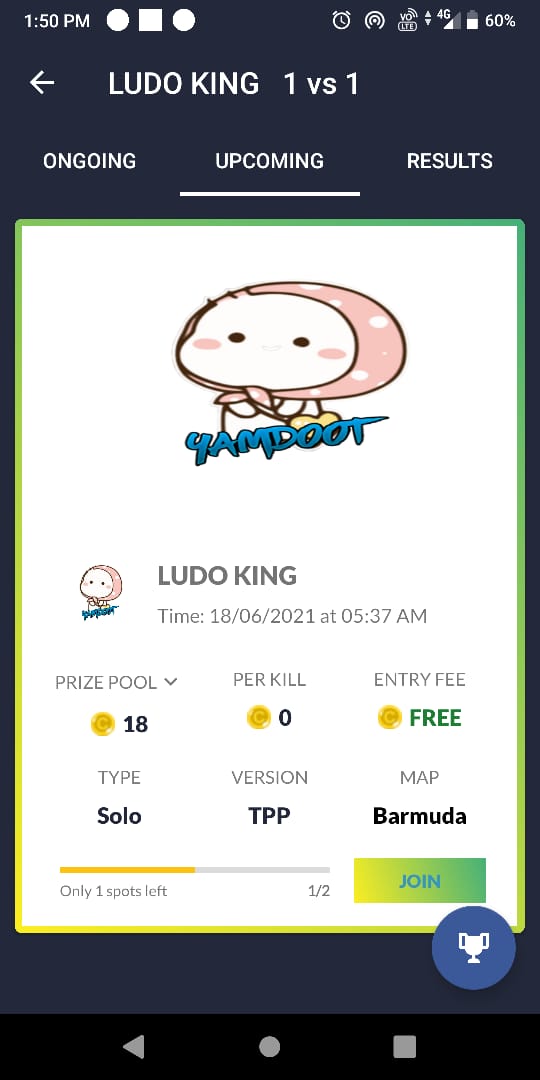 1:50 PM VO LTE 4G 60%
LUDO KING 1 vs 1
ONGOING UPCOMING RESULTS
YAMDOOT
LUDO KING
Time: 18/06/2021 at 05:37 AM
PRIZE POOL PER KILL ENTRY FEE
C 18 C 0 C FREE
TYPE VERSION MAP
Solo TPP Barmuda
Only 1 spots left 1/2 JOIN